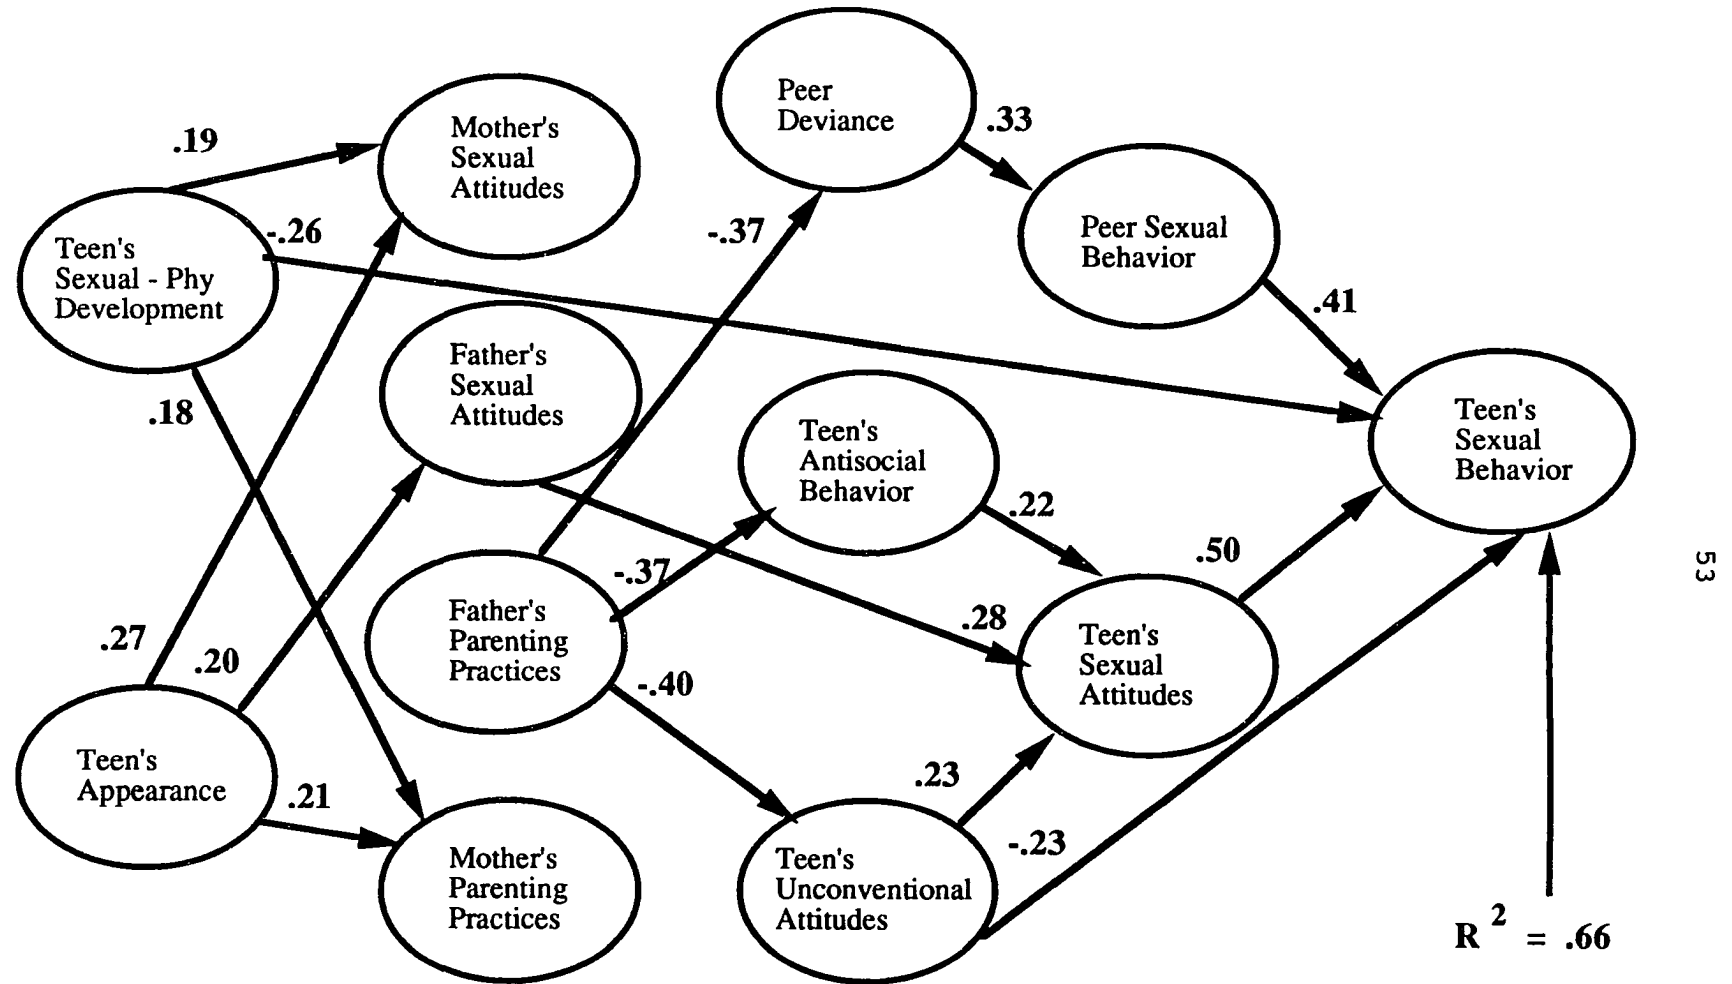 Peer
Deviance
.33
Mother's
Sexual
Attitudes
.19
Peer Sexual
Behavior
-.37
-.26
Teen's
Sexual - Phy
Development
.41
Father's
Sexual
Attitudes
.18
Teen's
Sexual
Behavior
Teen's
Antisocial
Behavior
.22
.50
53
-.37
Father's
Parenting
Practices
.28
Teen's
Sexual
Attitudes
.27
.20
-.40
Teen's
Appearance
.21
.23
-.23
Mother's
Parenting
Practices
Teen's
Unconventional
Attitudes
R 2 = .66